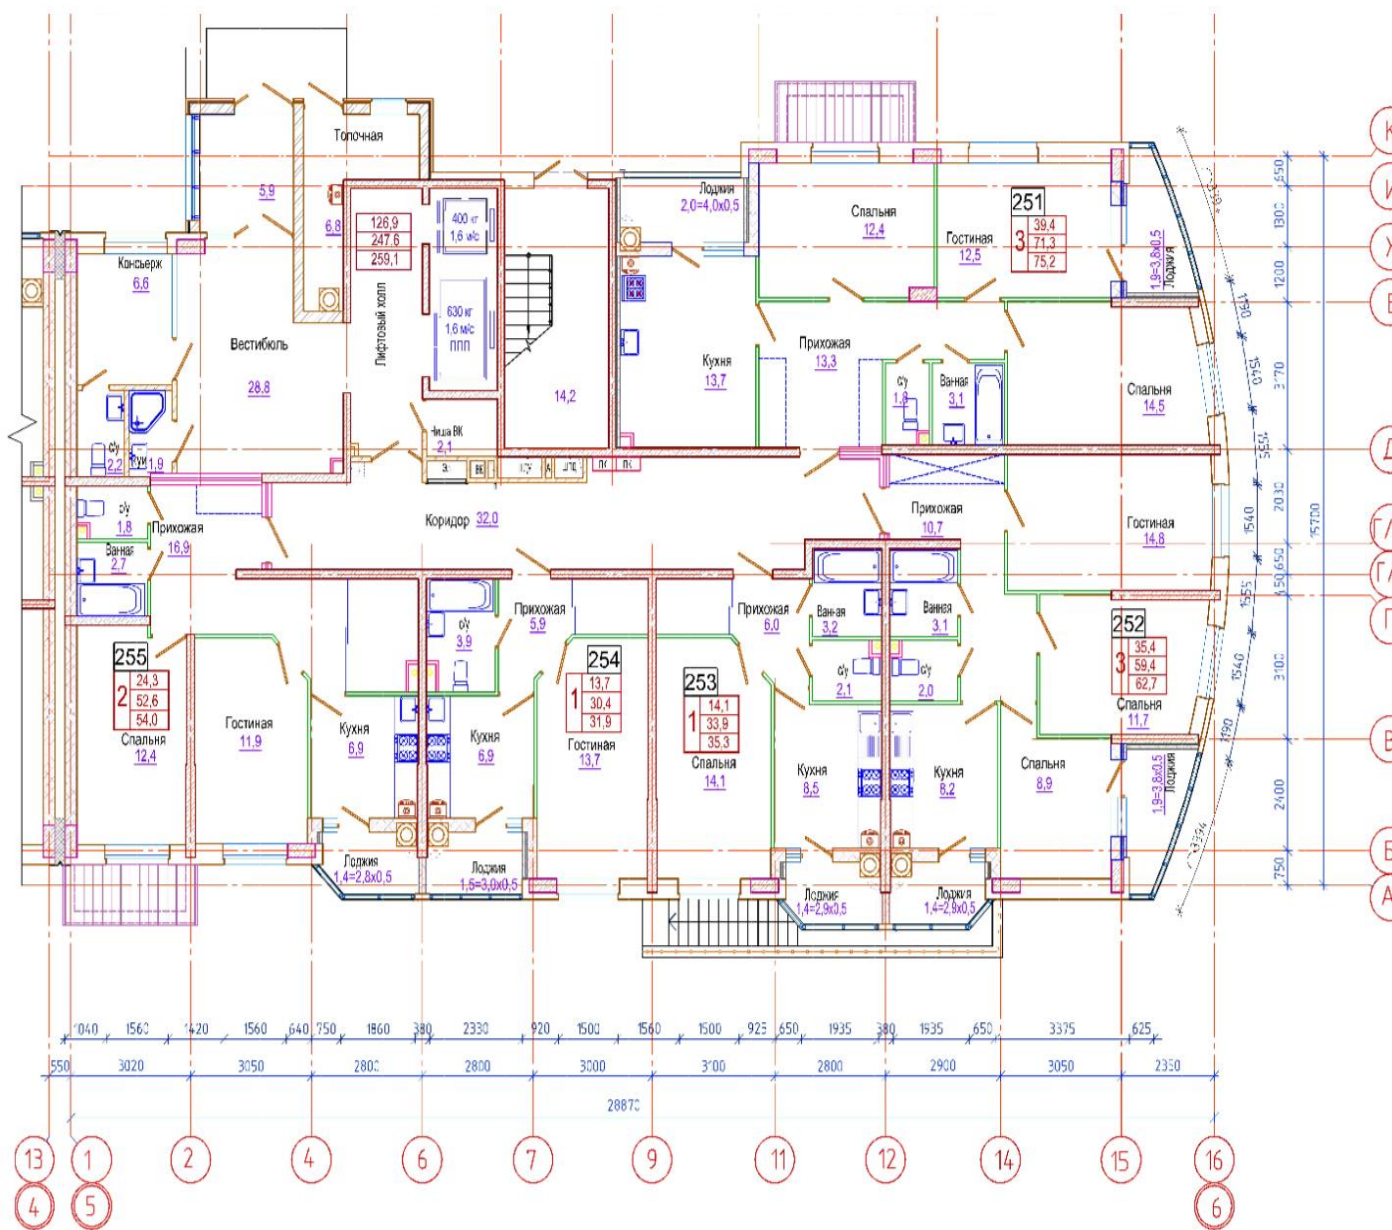 Топочная
5,9
6,8
126,9
247,6
259,1
400 кг
1,6 м/с
Лоджия
2,0=4,0х0,5
Спальня
12,4
Гостиная
12,5
251
3
39,4
71,3
75,2
1,9=3,8х0,5
Лоджия
Консьерж
6,6
Вестибюль
28,8
Лифтовый холл
630 кг
1,6 м/с
ППП
14,2
Кухня
13,7
Прихожая
13,3
с/у
1,8
Ванная
3,1
Спальня
14,5
с/у
2,2
1,9
Ниша ВК
2,1
ПК
ПК
Коридор 32,0
с/у
1,8
Прихожая
16,9
Ванная
2,7
Прихожая
10,7
Гостиная
14,8
255
2
24,3
52,6
54,0
Спальня
12,4
Гостиная
11,9
Кухня
6,9
с/у
3,9
Прихожая
5,9
Кухня
6,9
254
1
13,7
30,4
31,9
Гостиная
13,7
253
1
14,1
33,9
35,3
Спальня
14,1
Прихожая
6,0
Ванная
3,2
Ванная
3,1
с/у
2,1
с/у
2,0
Кухня
8,5
Кухня
8,2
252
3
35,4
59,4
62,7
Спальня
11,7
Спальня
8,9
1,9=3,8х0,5
Лоджия
Лоджия
1,4=2,8х0,5
Лоджия
1,5=3,0х0,5
Лоджия
1,4=2,9х0,5
Лоджия
1,4=2,9х0,5
К
И
Д
В
Б
А
650
1300
1200
3170
2030
650
3100
2400
750
15700
1190
1540
1555
1540
1555
1540
1190
1560
1560
640
750
1860
380
2330
920
1500
1560
1500
925
650
1935
380
1935
650
3375
625
550
3020
3050
2800
2800
3000
3100
2800
2900
3050
2350
28870
13
1
2
4
6
7
9
11
12
14
15
16
4
5
6